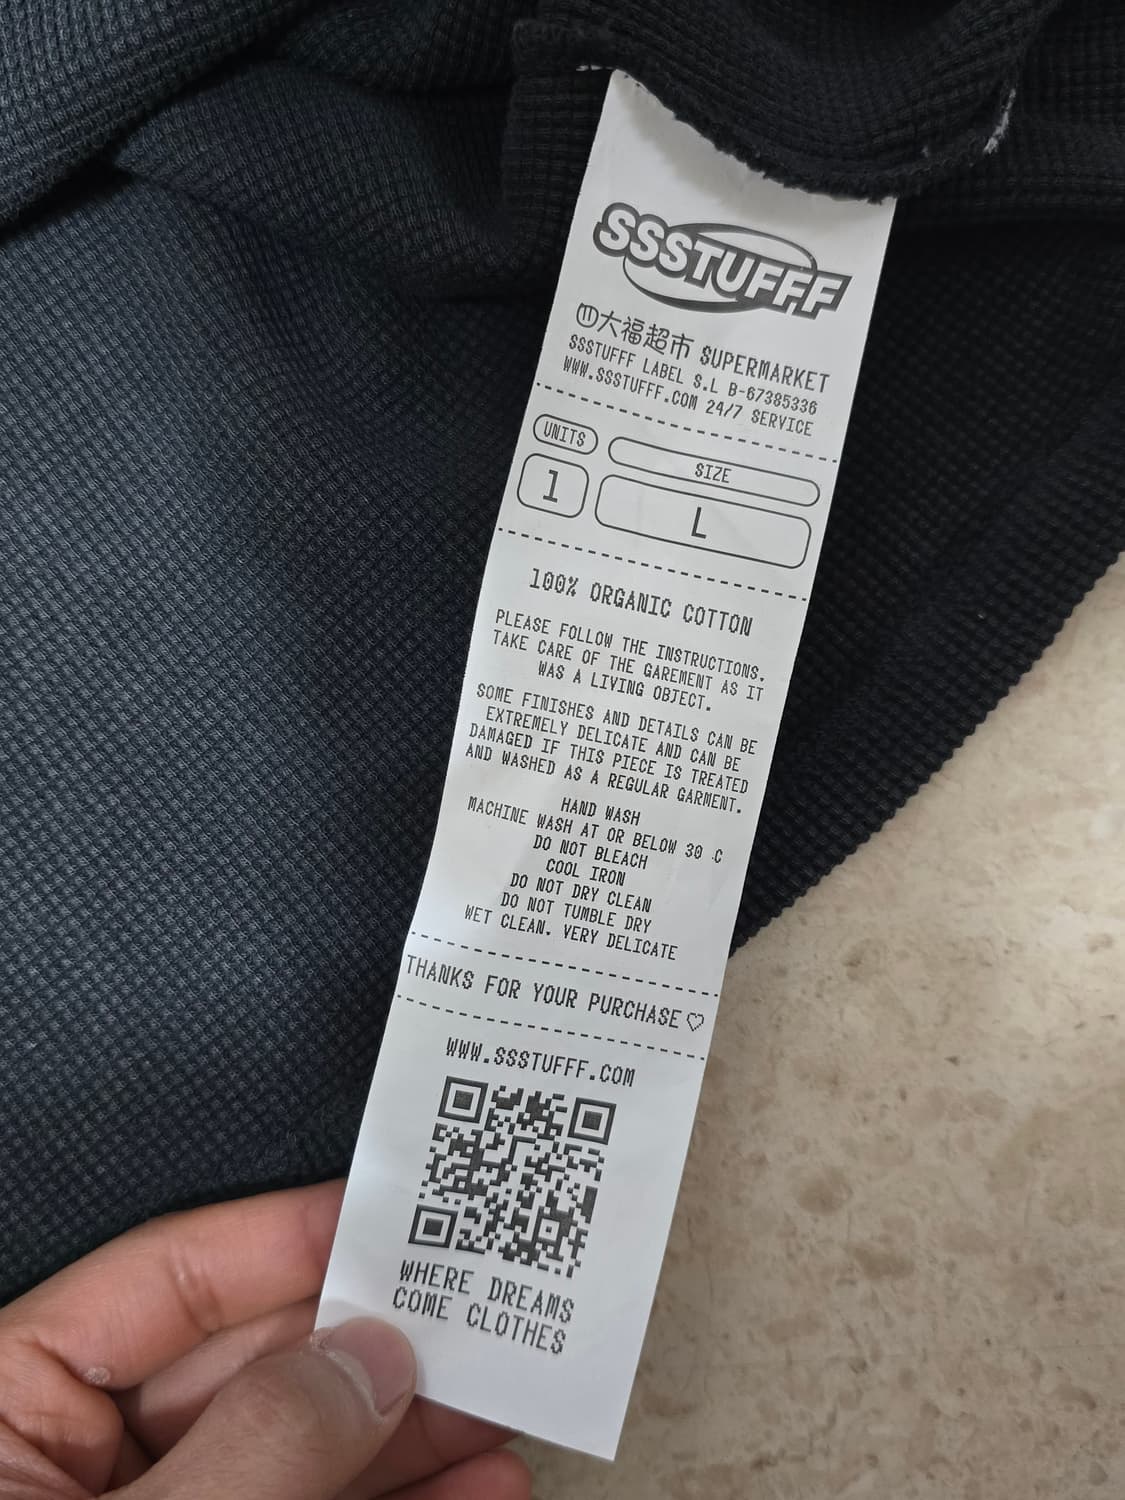 SSSTUFFF
大福超市 SUPERMARKET
SSSTUFFF LABEL S.L B-67385336
WWW.SSSTUFFF.COM 24/7 SERVICE
UNITS
SIZE
1
L
100% ORGANIC COTTON
PLEASE FOLLOW THE INSTRUCTIONS.
TAKE CARE OF THE GAREMENT AS IT
WAS A LIVING OBJECT.
SOME FINISHES AND DETAILS CAN BE
EXTREMELY DELICATE AND CAN BE
DAMAGED IF THIS PIECE IS TREATED
AND WASHED AS A REGULAR GARMENT.
HAND WASH
MACHINE WASH AT OR BELOW 30 C
DO NOT BLEACH
COOL IRON
DO NOT DRY CLEAN
DO NOT TUMBLE DRY
WET CLEAN. VERY DELICATE
THANKS FOR YOUR PURCHASE♡
WWW.SSSTUFFF.COM
WHERE DREAMS
COME CLOTHES